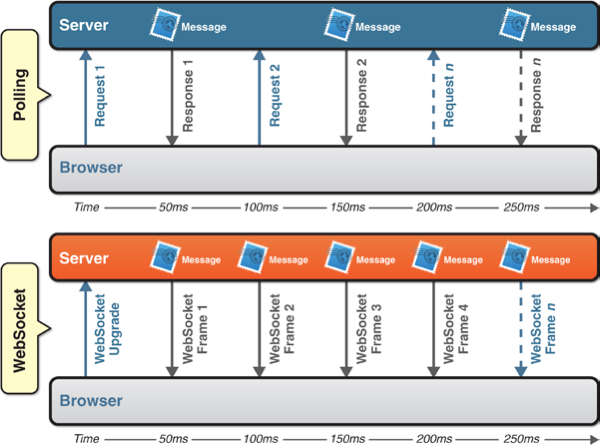 Polling
Server
Message
Message
Message
Request 1
Response 1
Request 2
Response 2
Request n
Response n
Browser
Time 50ms 100ms 150ms 200ms 250ms
WebSocket
Server
Message
Message
Message
Message
Message
WebSocket
Upgrade
WebSocket
Frame 1
WebSocket
Frame 2
WebSocket
Frame 3
WebSocket
Frame 4
WebSocket
Frame n
Browser
Time 50ms 100ms 150ms 200ms 250ms